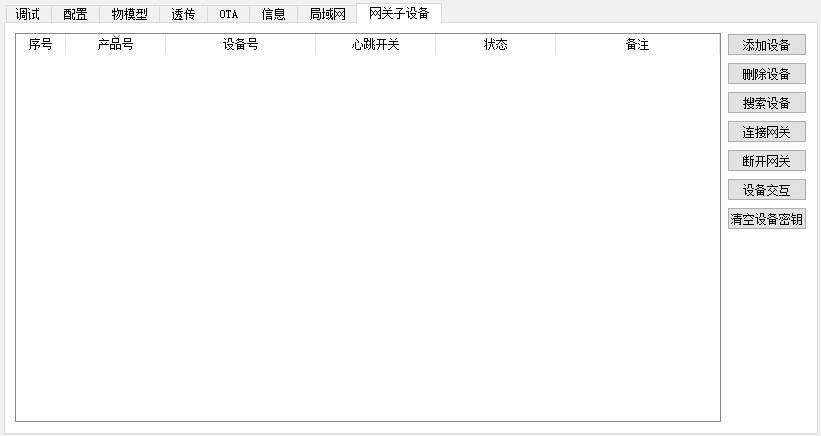 调试 配置 物模型 透传 OTA 信息 局域网 网关子设备
序号 产品号 设备号 心跳开关 状态 备注
添加设备
删除设备
搜索设备
连接网关
断开网关
设备交互
清空设备密钥